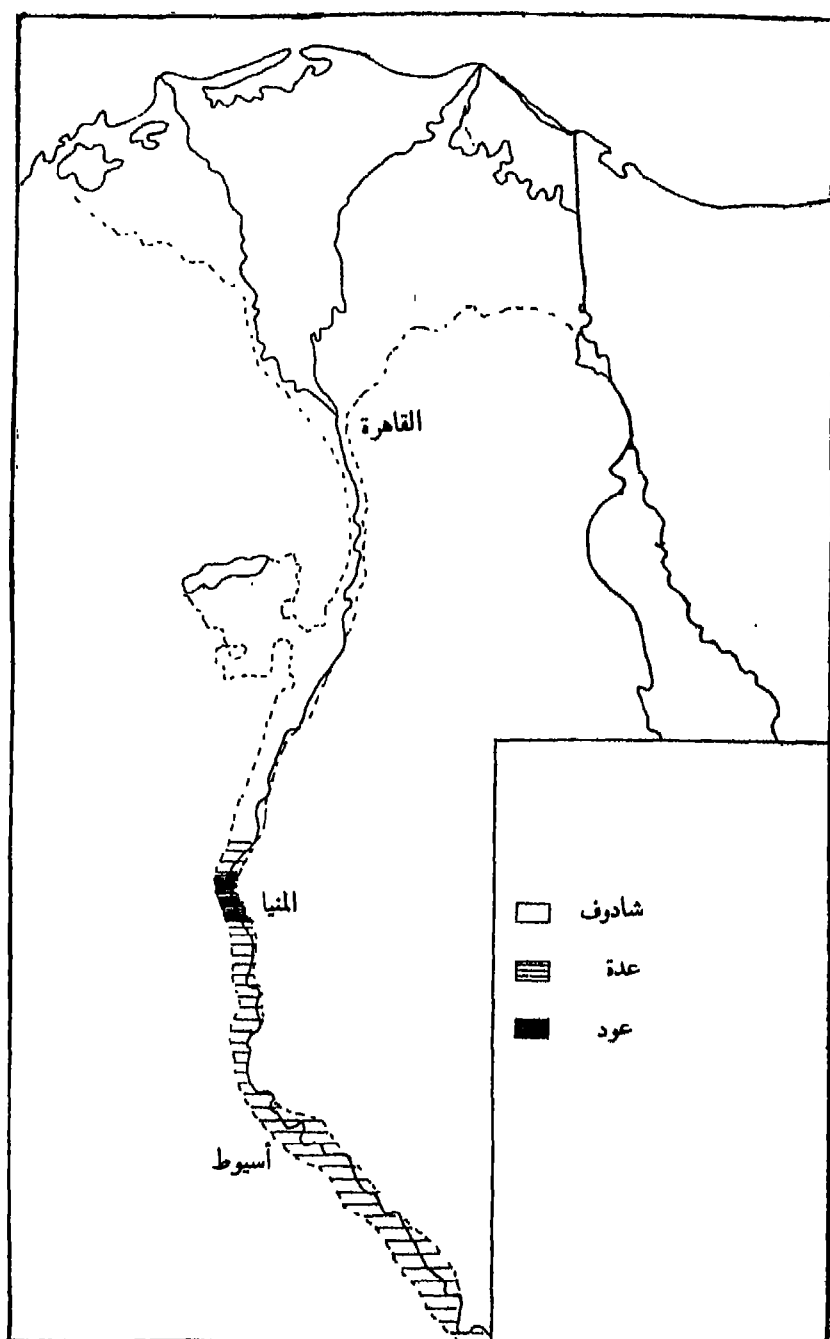 القاهرة
المنيا
أسيوط
شادوف
عدة
عود